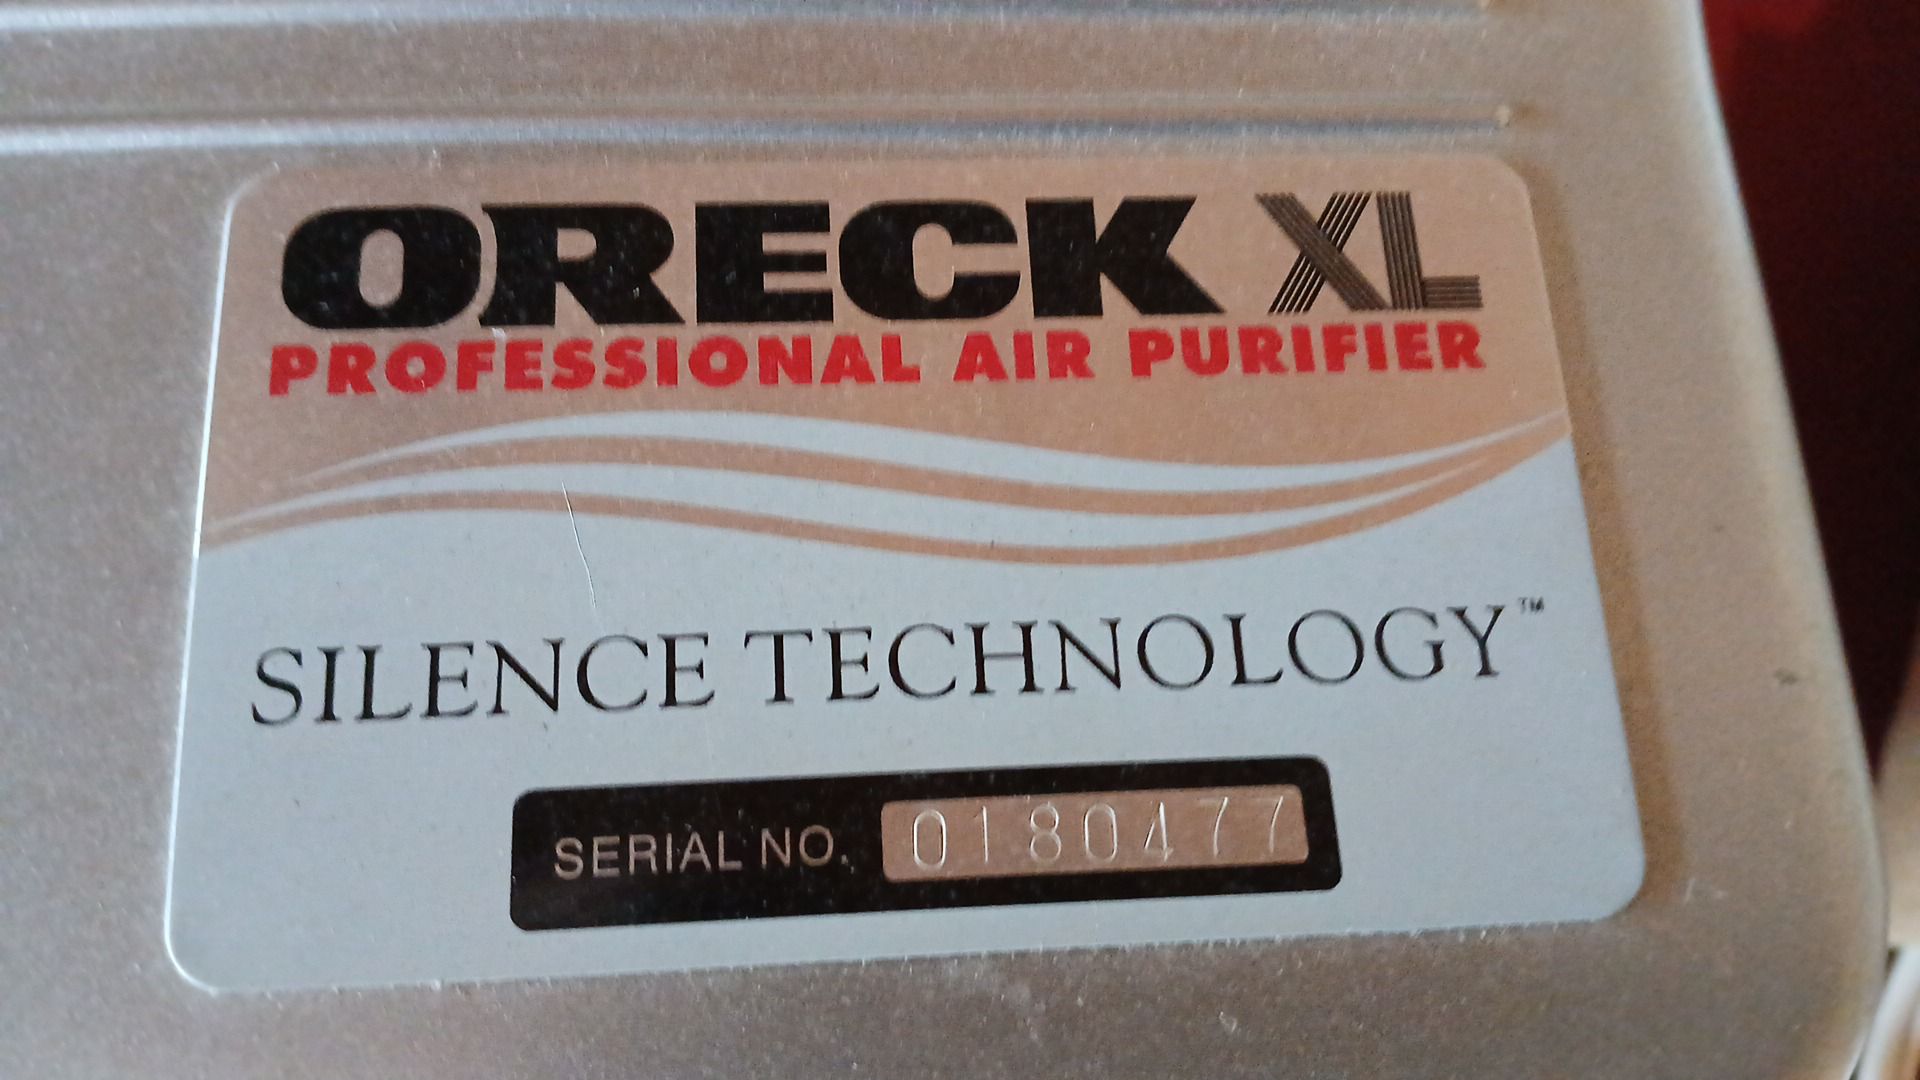 ORECK XL
PROFESSIONAL AIR PURIFIER
SILENCE TECHNOLOGY™
SERIAL NO. 0180477